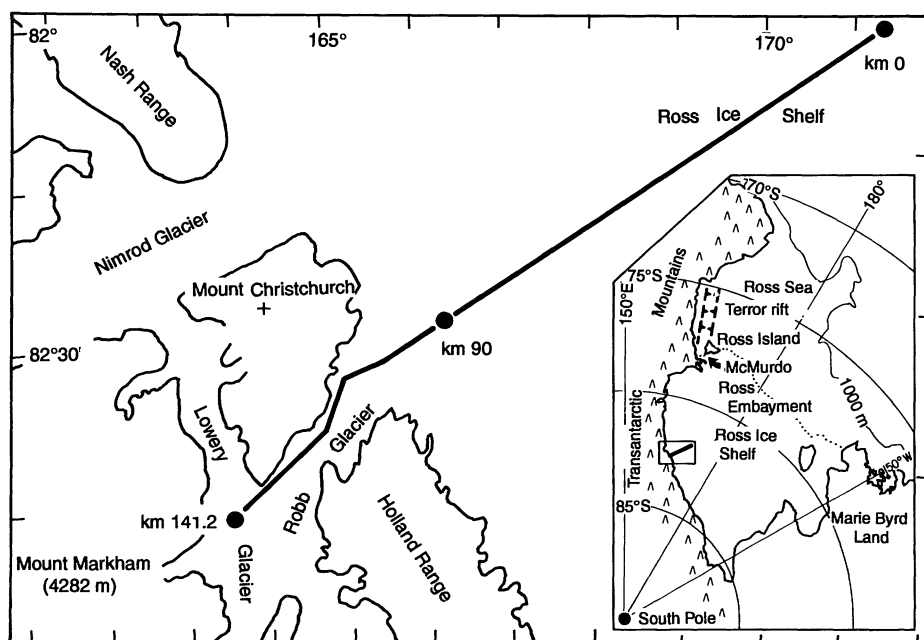 82°
165°
170°
km 0
Nash Range
Ross Ice Shelf
Nimrod Glacier
Mount Christchurch
km 90
82°30'
Lowery
Glacier
Robb
Glacier
Holland Range
km 141.2
Mount Markham
(4282 m)
70°S
180°
75°S
150°E
Mountains
Ross Sea
Terror rift
Ross Island
McMurdo
Ross
Embayment
1000 m
Transantarctic
Ross Ice
Shelf
150°W
85°S
Marie Byrd
Land
South Pole